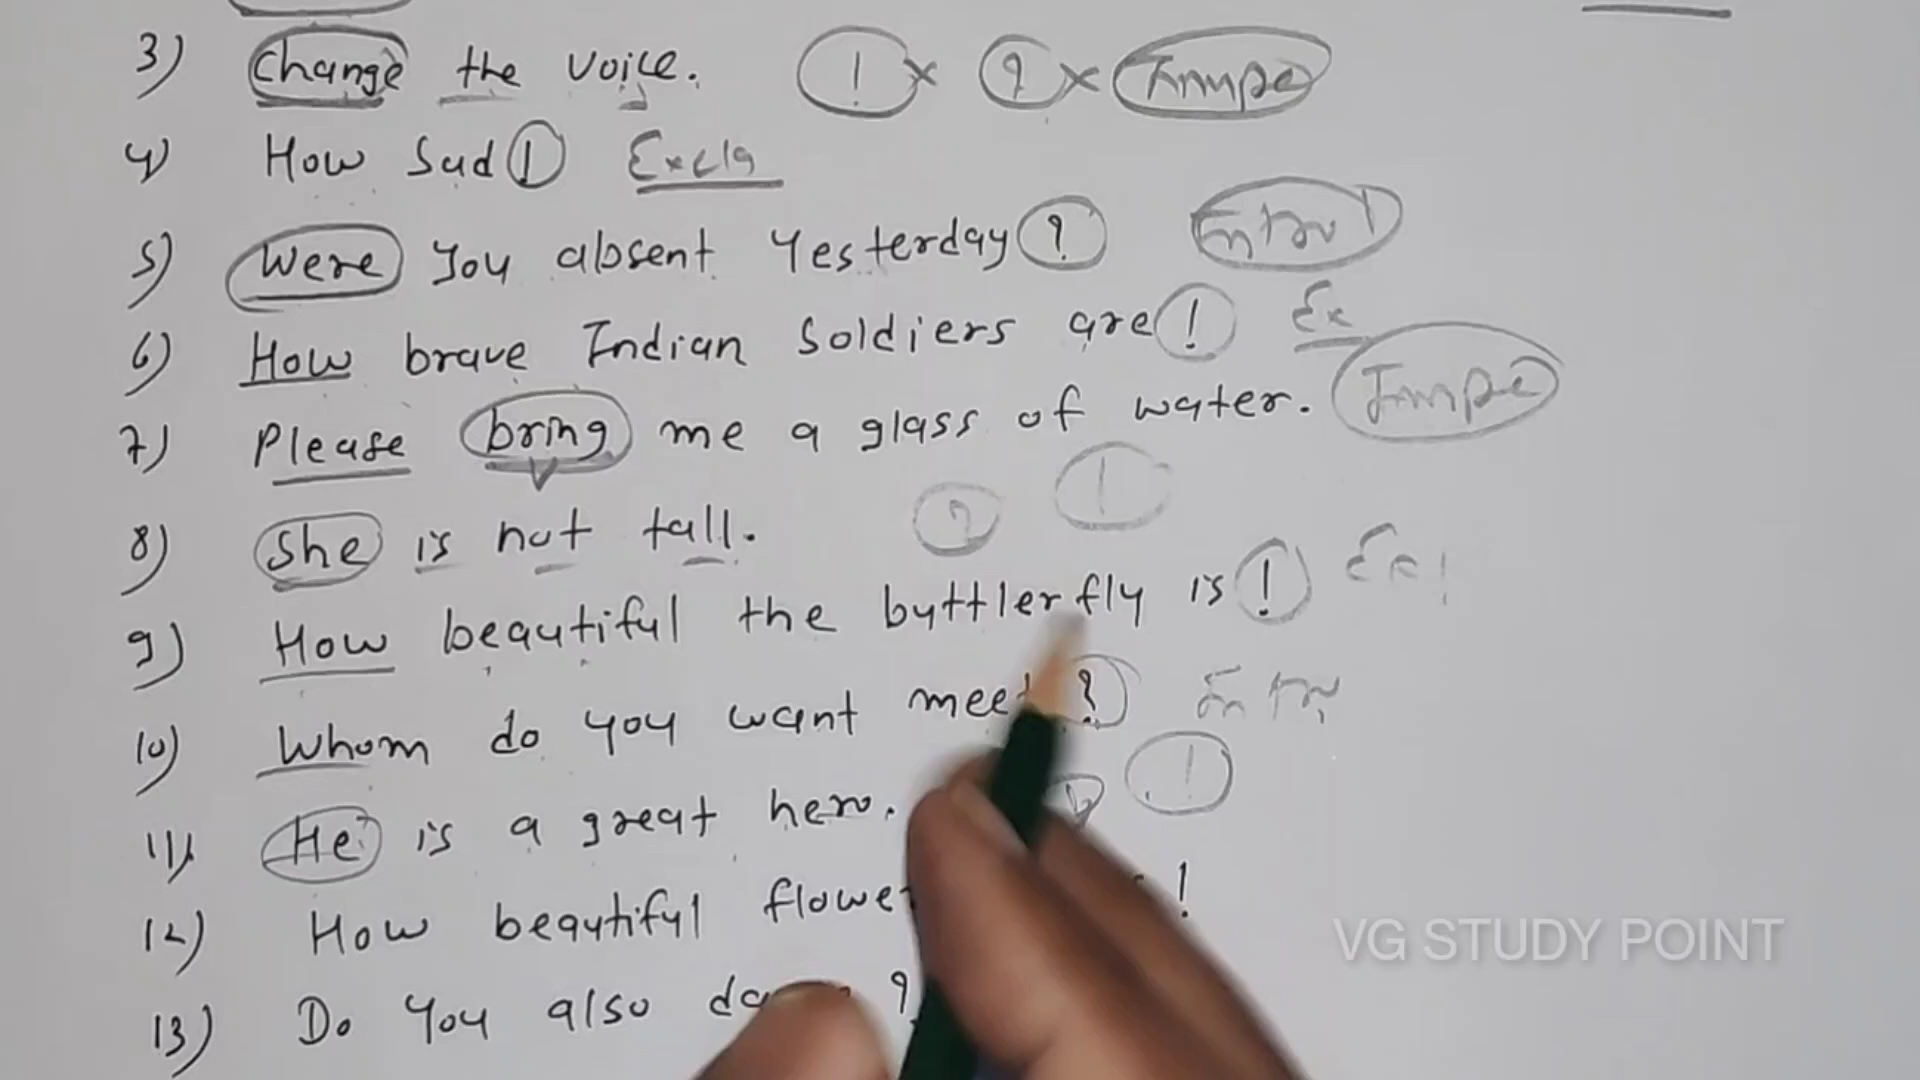 3) Change the voice. ! × ? × Impe
4) How Sad! Excla
5) Were you absent Yesterday? Intro
6) How brave Indian Soldiers are! Ex
7) Please bring me a glass of water. Impe
8) She is not tall. ? !
9) How beautiful the buttlerfly is! Ex
10) Whom do you want meet? Intr
11) He is a great hero. !
12) How beautiful !
13) Do you also ?
VG STUDY POINT